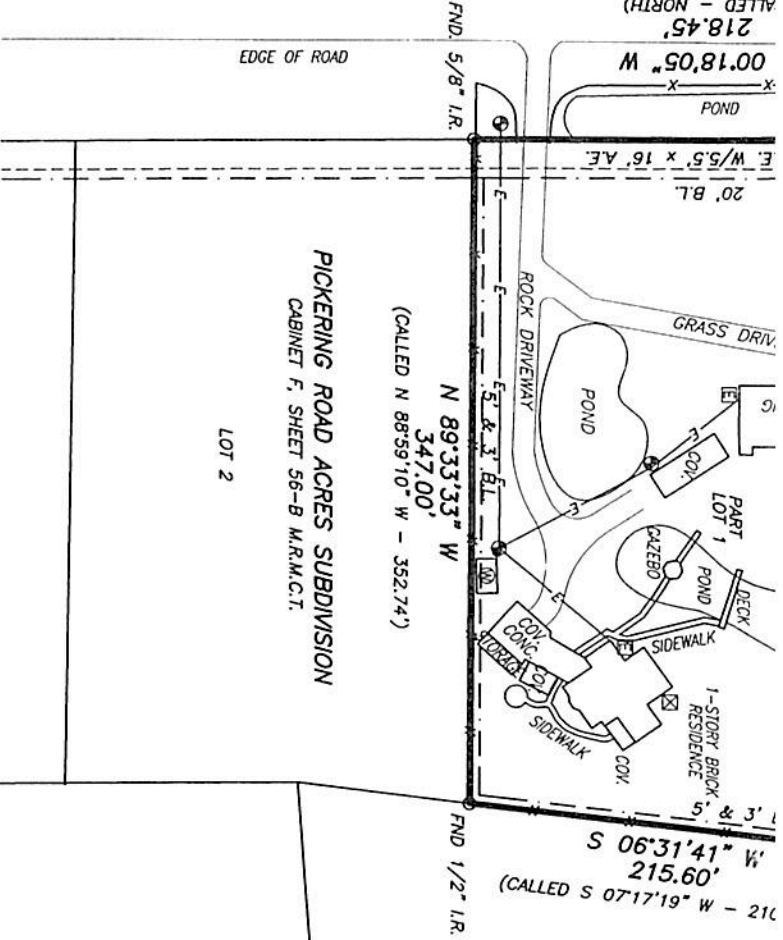 218.45'
00°18'05" W
EDGE OF ROAD
FND. 5/8" I.R.
POND
E. W/5.5' x 16' A.E.
20' B.L.
X
X
E
E
E
E
ROCK DRIVEWAY
GRASS
POND
E
E
COV.
E
5' & 3' B.L.
N 89°33'33" W
347.00'
(CALLED N 88°59'10" W - 352.74')
PICKERING ROAD ACRES SUBDIVISION
CABINET F, SHEET 56-B M.R.M.C.T.
LOT 2
PART
LOT 1
GAZEBO
POND
DECK
W
E
E
SIDEWALK
COV.
CONC.
COV.
STORAGE
SIDEWALK
COV.
1-STORY BRICK
RESIDENCE
5' & 3'
S 06°31'41" W
215.60'
(CALLED S 07°17'19" W - 210
FND 1/2" I.R.